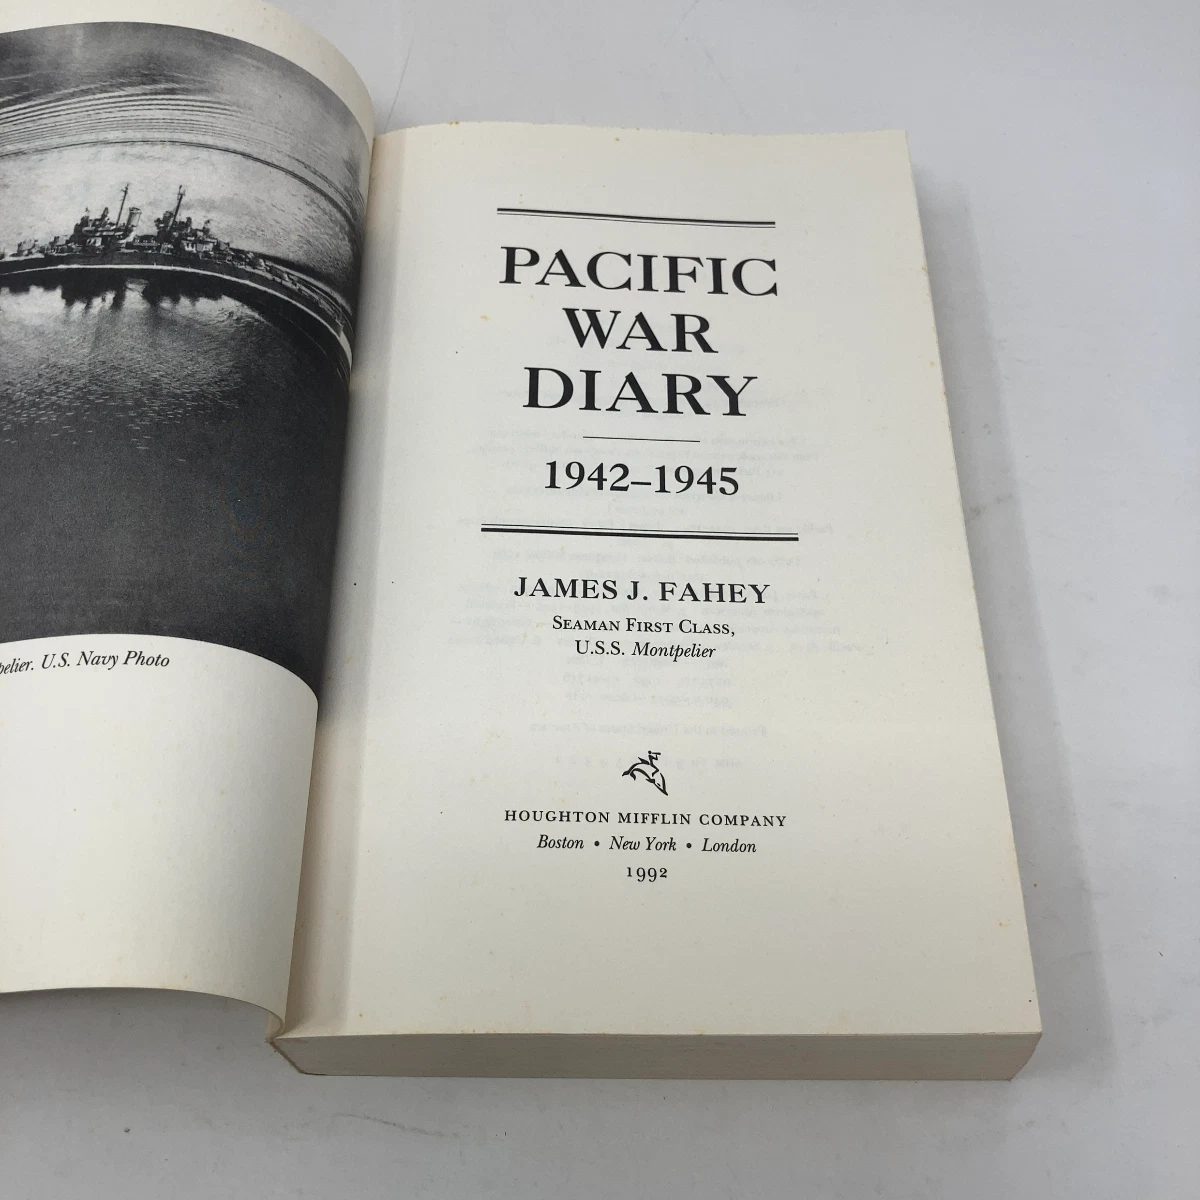 U.S. Navy Photo
PACIFIC
WAR
DIARY
1942–1945
JAMES J. FAHEY
SEAMAN FIRST CLASS,
U.S.S. Montpelier
HOUGHTON MIFFLIN COMPANY
Boston • New York • London
1992